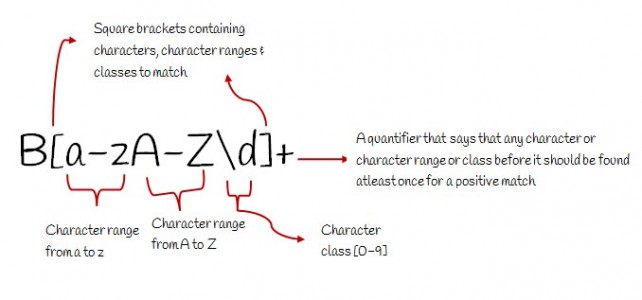 Square brackets containing
characters, character ranges &
classes to match
B[a-zA-Z\d]+
A quantifier that says that any character or
character range or class before it should be found
atleast once for a positive match
Character range
from a to z
Character range
from A to Z
Character
class [0-9]